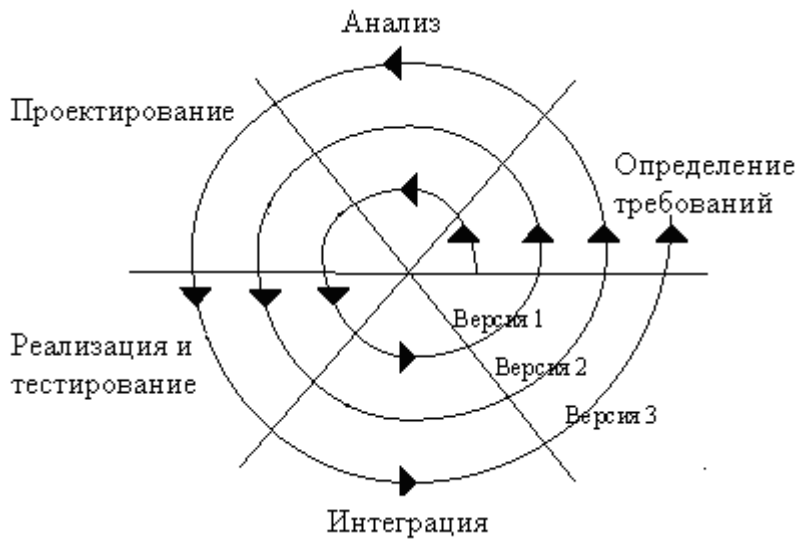 Анализ
Проектирование
Определение
требований
Версия 1
Реализация и
тестирование
Версия 2
Версия 3
Интеграция